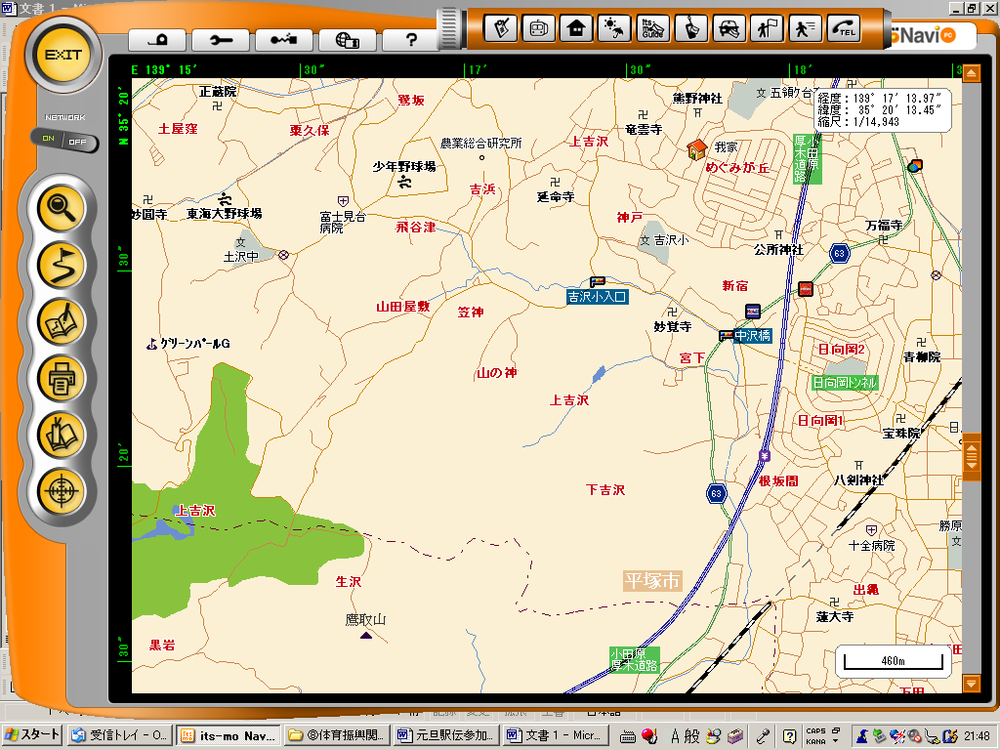 文書 1 - Mic
EXIT
NETWORK
ON OFF
?
Its mo Guide
TEL
Navi PC
E 139° 15′ 30″ 17′ 30″ 18′
N 35° 20′
30″
20′
30″
経度：139° 17′ 13.97″
緯度： 35° 20′ 13.45″
縮尺：1/14,943
正蔵院
鷺坂
熊野神社
文 五領ケ台
土屋窪
東久保
竜雲寺
農業総合研究所
上吉沢
我家
めぐみが丘
小田原
厚木道路
少年野球場
吉浜
延命寺
妙圓寺
東海大野球場
富士見台
病院
飛谷津
神戸
万福寺
文
土沢中
文 吉沢小
公所神社
63
新宿
吉沢小入口
山田屋敷
笠神
妙覚寺
中沢橋
グリーンパールG
日向岡2
宮下
青柳院
山の神
日向岡トンネル
上吉沢
日向岡1
宝珠院
¥
根坂間
八剣神社
下吉沢
63
上吉沢
勝原
文
十全病院
平塚市
生沢
出縄
鷹取山
蓮大寺
黒岩
小田原
厚木道路
460m
万田
スタート
受信トレイ - O...
its-mo Nav...
⑧体育振興関...
元旦駅伝参加...
文書 1 - Micr...
A 般
CAPS
KANA
21:48